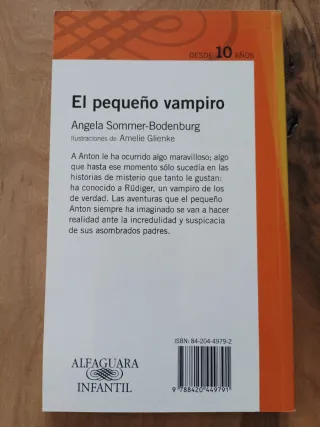 DESDE 10 AÑOS
El pequeño vampiro
Angela Sommer-Bodenburg
Ilustraciones de Amelie Glienke
A Anton le ha ocurrido algo maravilloso; algo
que hasta ese momento sólo sucedía en las
historias de misterio que tanto le gustan:
ha conocido a Rüdiger, un vampiro de los
de verdad. Las aventuras que el pequeño
Anton siempre ha imaginado se van a hacer
realidad ante la incredulidad y suspicacia
de sus asombrados padres.
ISBN: 84-204-4979-2
9 788420 449791
ALFAGUARA
INFANTIL